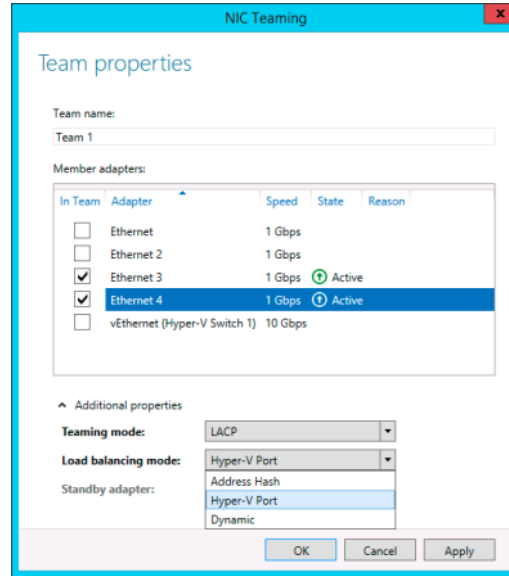 NIC Teaming
x
Team properties
Team name:
Team 1
Member adapters:
In Team Adapter Speed State Reason
Ethernet 1 Gbps
Ethernet 2 1 Gbps
Ethernet 3 1 Gbps Active
Ethernet 4 1 Gbps Active
vEthernet (Hyper-V Switch 1) 10 Gbps
Additional properties
Teaming mode: LACP
Load balancing mode: Hyper-V Port
Address Hash
Standby adapter: Hyper-V Port
Dynamic
OK Cancel Apply